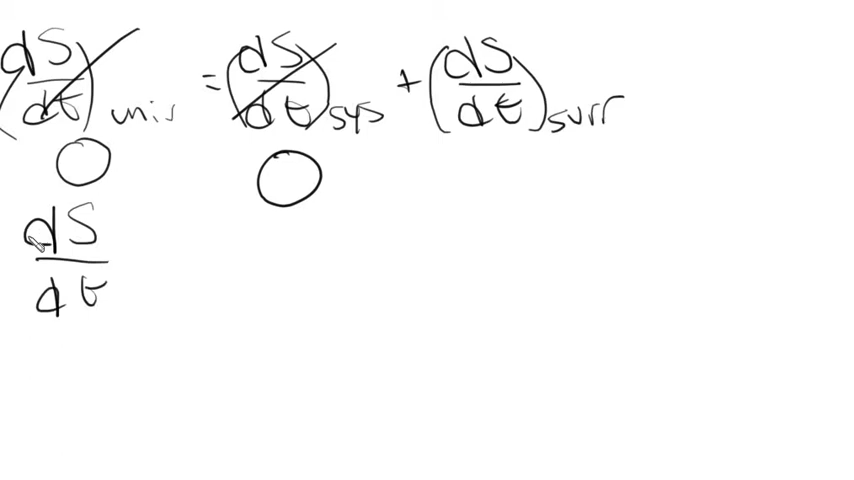 (dS/dt) univ = (dS/dt) sys + (dS/dt) surr
0 0
dS/dt